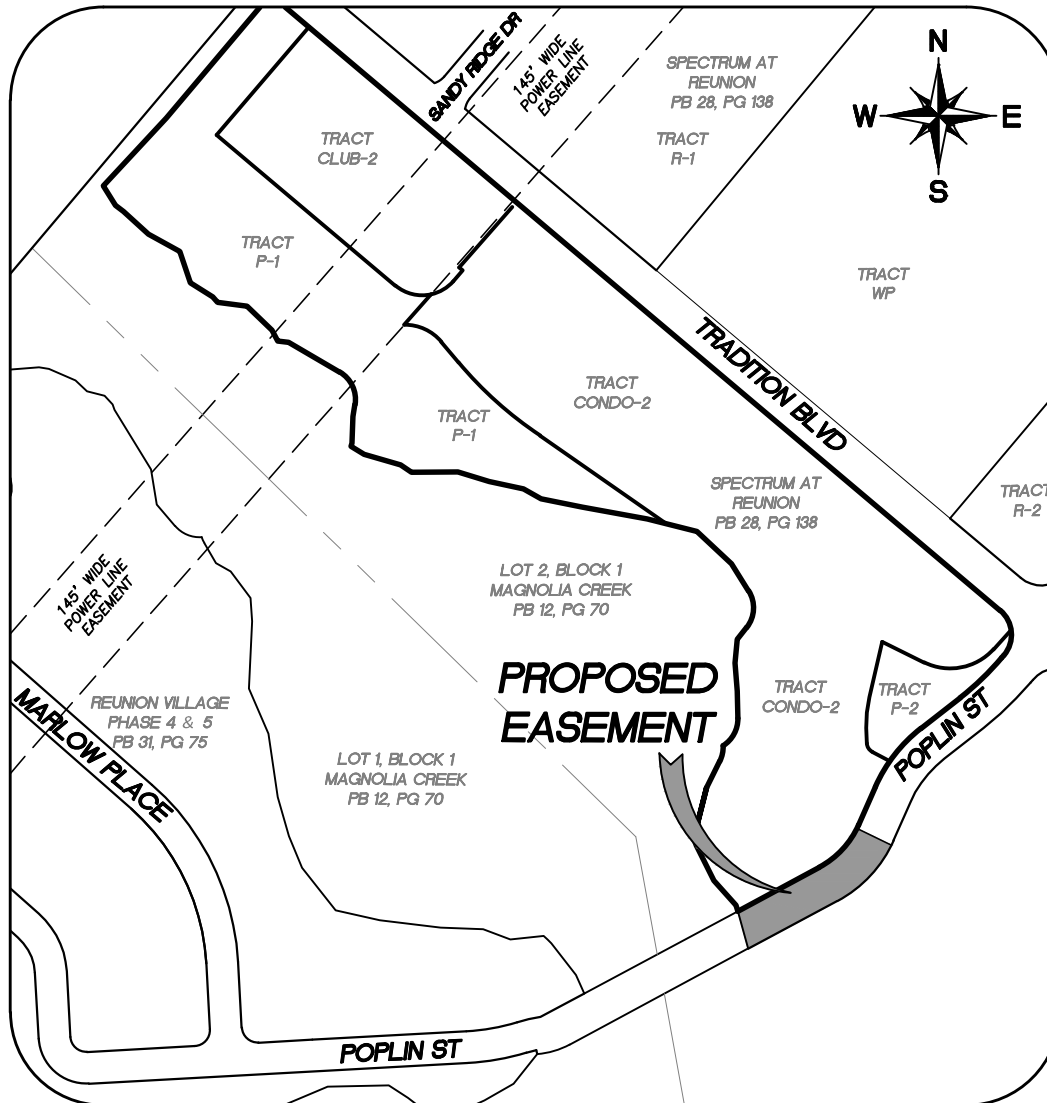 SANDY RIDGE DR
145' WIDE
POWER LINE
EASEMENT
SPECTRUM AT
REUNION
PB 28, PG 138
TRACT
R-1
N
W
E
S
TRACT
CLUB-2
TRACT
P-1
TRACT
WP
TRADITION BLVD
TRACT
CONDO-2
TRACT
P-1
SPECTRUM AT
REUNION
PB 28, PG 138
TRACT
R-2
145' WIDE
POWER LINE
EASEMENT
LOT 2, BLOCK 1
MAGNOLIA CREEK
PB 12, PG 70
PROPOSED
EASEMENT
TRACT
CONDO-2
TRACT
P-2
POPLIN ST
MARLOW PLACE
REUNION VILLAGE
PHASE 4 & 5
PB 31, PG 75
LOT 1, BLOCK 1
MAGNOLIA CREEK
PB 12, PG 70
POPLIN ST